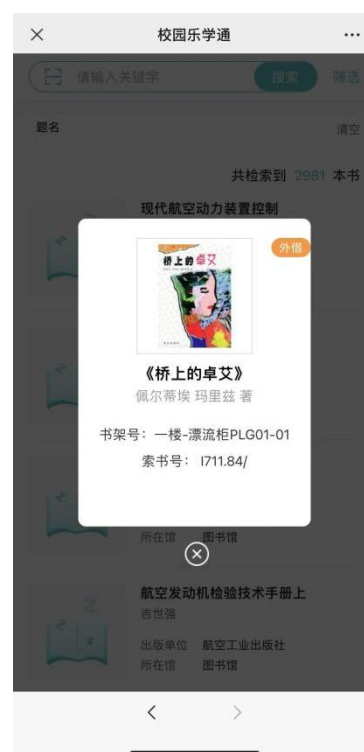 校园乐学通
请输入关键字
搜索
筛选
题名
清空
共检索到 2981 本书
现代航空动力装置控制
外借
桥上的卓艾
《桥上的卓艾》
佩尔蒂埃 玛里兹 著
书架号：一楼-漂流柜PLG01-01
索书号： I711.84/
所在馆 图书馆
航空发动机检验技术手册上
吉世强
出版单位 航空工业出版社
所在馆 图书馆